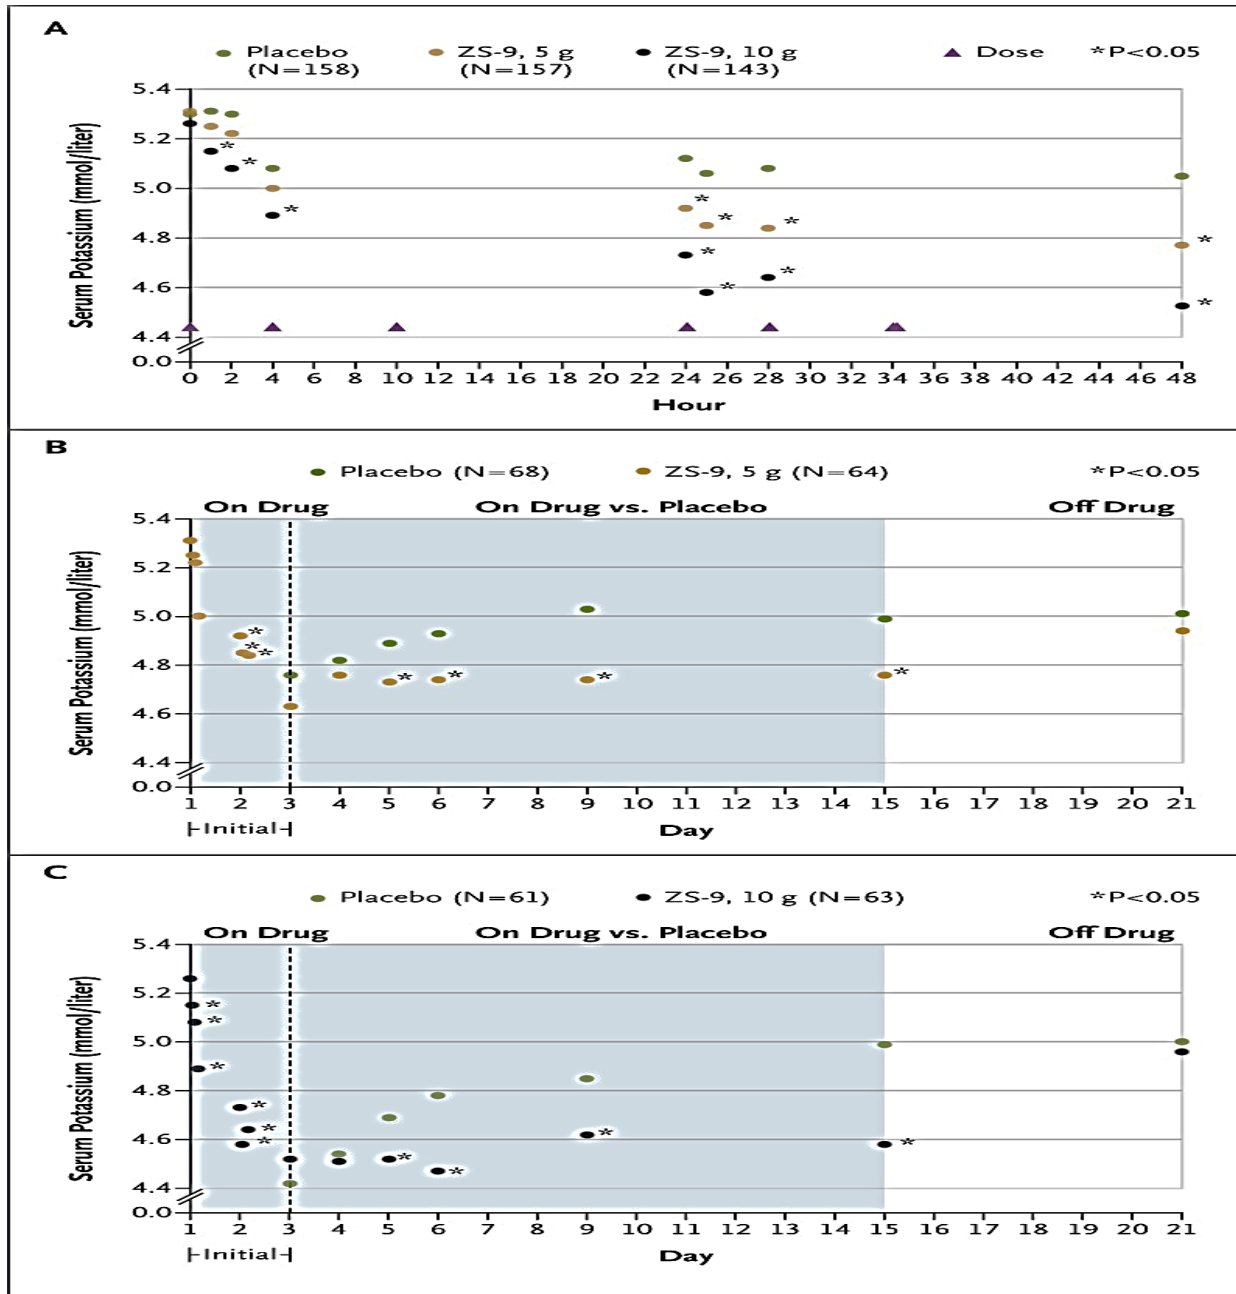 A
Placebo (N=158)
ZS-9, 5 g (N=157)
ZS-9, 10 g (N=143)
Dose
*P<0.05
Serum Potassium (mmol/liter)
5.4
5.2
5.0
4.8
4.6
4.4
0.0
0 2 4 6 8 10 12 14 16 18 20 22 24 26 28 30 32 34 36 38 40 42 44 46 48
Hour
B
Placebo (N=68)
ZS-9, 5 g (N=64)
*P<0.05
On Drug
On Drug vs. Placebo
Off Drug
Serum Potassium (mmol/liter)
5.4
5.2
5.0
4.8
4.6
4.4
0.0
1 2 3 4 5 6 7 8 9 10 11 12 13 14 15 16 17 18 19 20 21
Initial
Day
C
Placebo (N=61)
ZS-9, 10 g (N=63)
*P<0.05
On Drug
On Drug vs. Placebo
Off Drug
Serum Potassium (mmol/liter)
5.4
5.2
5.0
4.8
4.6
4.4
0.0
1 2 3 4 5 6 7 8 9 10 11 12 13 14 15 16 17 18 19 20 21
Initial
Day